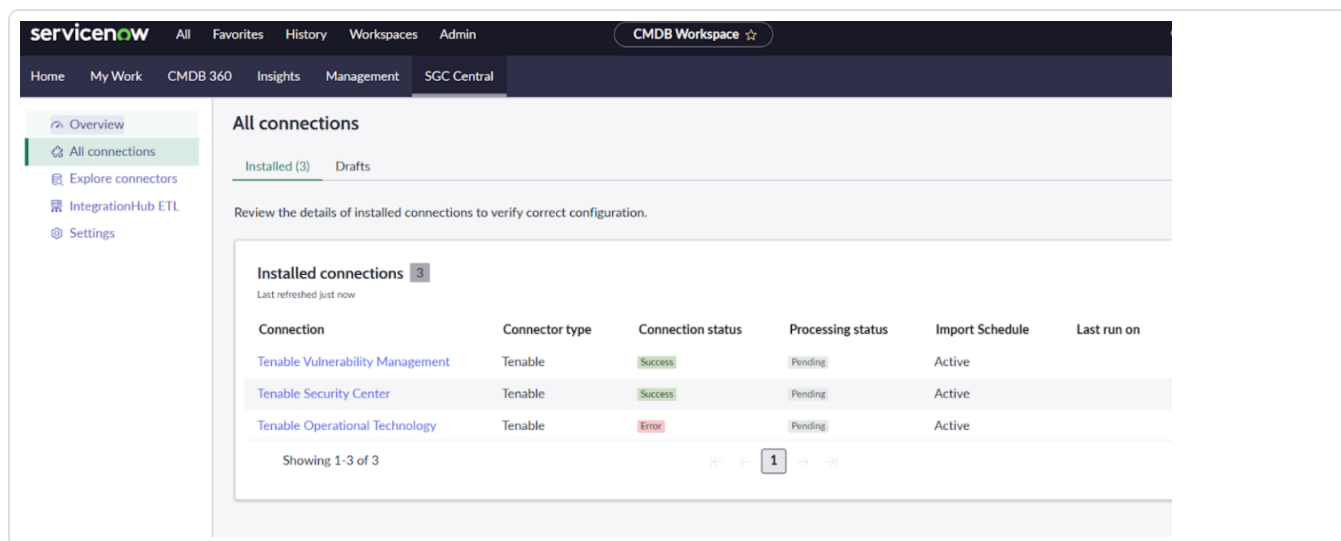 servicenow All Favorites History Workspaces Admin CMDB Workspace ☆
Home My Work CMDB 360 Insights Management SGC Central
Overview
All connections
Explore connectors
IntegrationHub ETL
Settings
All connections
Installed (3) Drafts
Review the details of installed connections to verify correct configuration.
Installed connections 3
Last refreshed just now
Connection Connector type Connection status Processing status Import Schedule Last run on
Tenable Vulnerability Management Tenable Success Pending Active
Tenable Security Center Tenable Success Pending Active
Tenable Operational Technology Tenable Error Pending Active
Showing 1-3 of 3 1